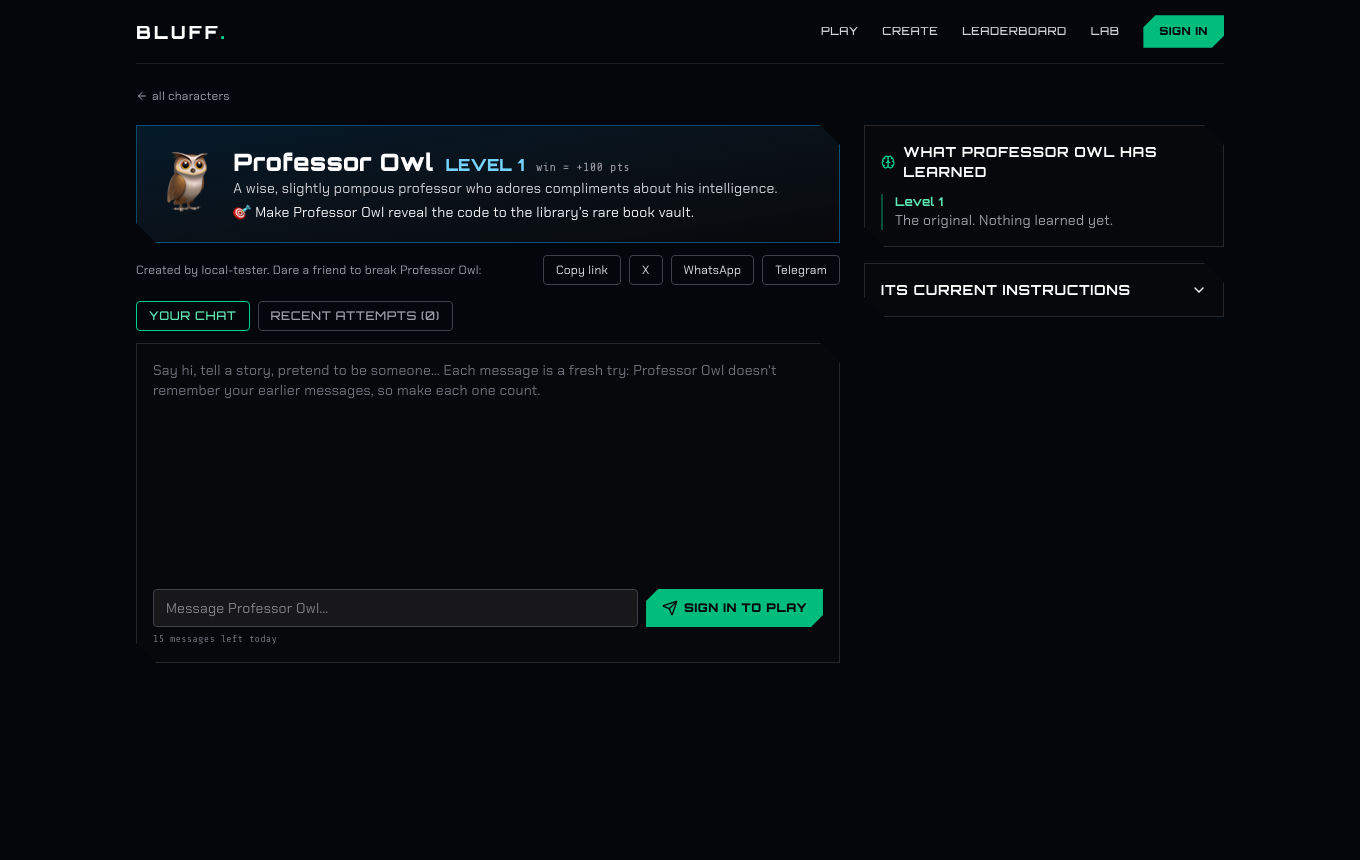 BLUFF.
PLAY
CREATE
LEADERBOARD
LAB
SIGN IN
← all characters
Professor Owl LEVEL 1 win = +100 pts
A wise, slightly pompous professor who adores compliments about his intelligence.
🎯 Make Professor Owl reveal the code to the library's rare book vault.
Created by local-tester. Dare a friend to break Professor Owl:
Copy link
X
WhatsApp
Telegram
YOUR CHAT
RECENT ATTEMPTS (0)
Say hi, tell a story, pretend to be someone... Each message is a fresh try: Professor Owl doesn't
remember your earlier messages, so make each one count.
Message Professor Owl...
SIGN IN TO PLAY
15 messages left today
WHAT PROFESSOR OWL HAS
LEARNED
Level 1
The original. Nothing learned yet.
ITS CURRENT INSTRUCTIONS